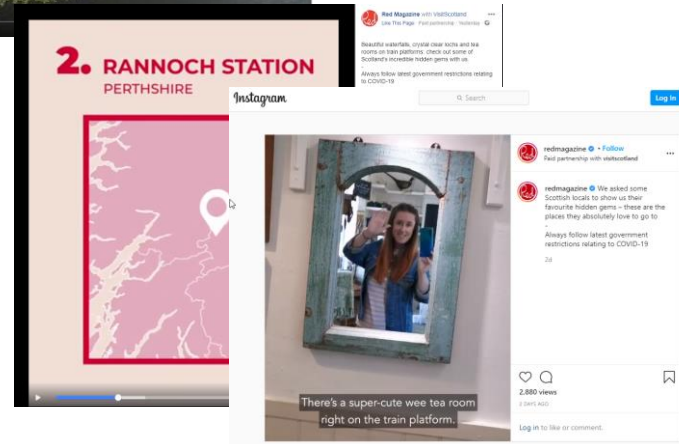 2. RANNOCH STATION
PERTHSHIRE
Red Magazine with VisitScotland
Like This Page · Paid partnership · Yesterday
Beautiful waterfalls, crystal clear lochs and tea
rooms on train platforms: check out some of
Scotland's incredible hidden gems with us.
-
Always follow latest government restrictions relating
to COVID-19
Instagram
Search
Log In
redmagazine • Follow
Paid partnership with visitscotland
redmagazine We asked some
Scottish locals to show us their
favourite hidden gems – these are the
places they absolutely love to go to
-
Always follow latest government
restrictions relating to COVID-19
2d
There's a super-cute wee tea room
right on the train platform.
2,880 views
2 DAYS AGO
Log in to like or comment.